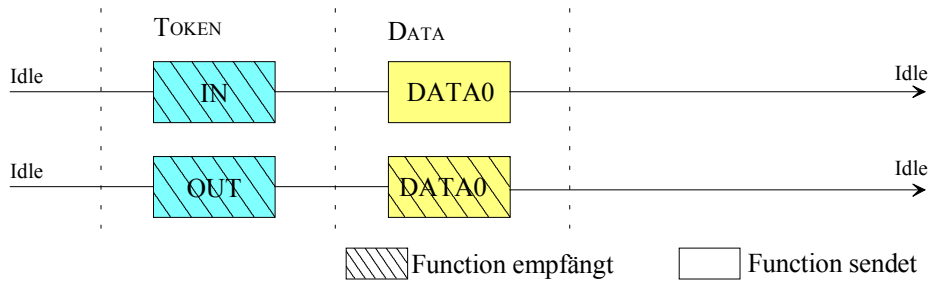 TOKEN DATA
Idle IN DATA0 Idle
Idle OUT DATA0 Idle
Function empfängt Function sendet